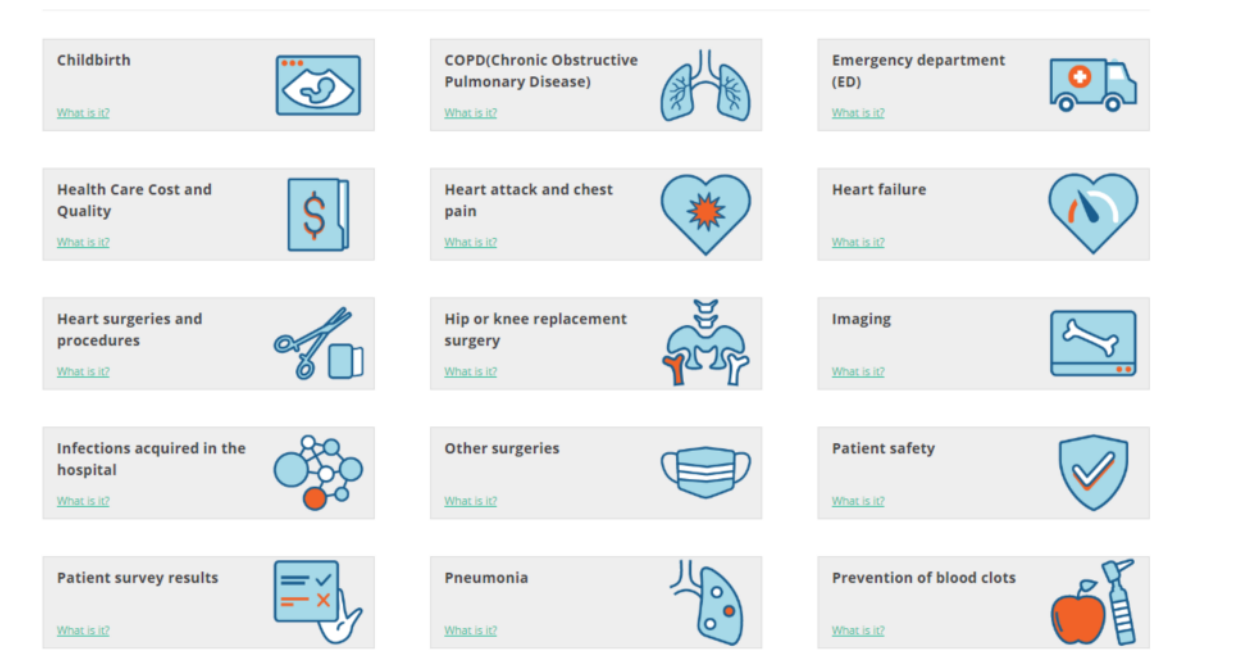 Childbirth
What is it?
COPD(Chronic Obstructive
Pulmonary Disease)
What is it?
Emergency department
(ED)
What is it?
Health Care Cost and
Quality
What is it?
$
Heart attack and chest
pain
What is it?
Heart failure
What is it?
Heart surgeries and
procedures
What is it?
Hip or knee replacement
surgery
What is it?
Imaging
What is it?
Infections acquired in the
hospital
What is it?
Other surgeries
What is it?
Patient safety
What is it?
Patient survey results
What is it?
Pneumonia
What is it?
Prevention of blood clots
What is it?